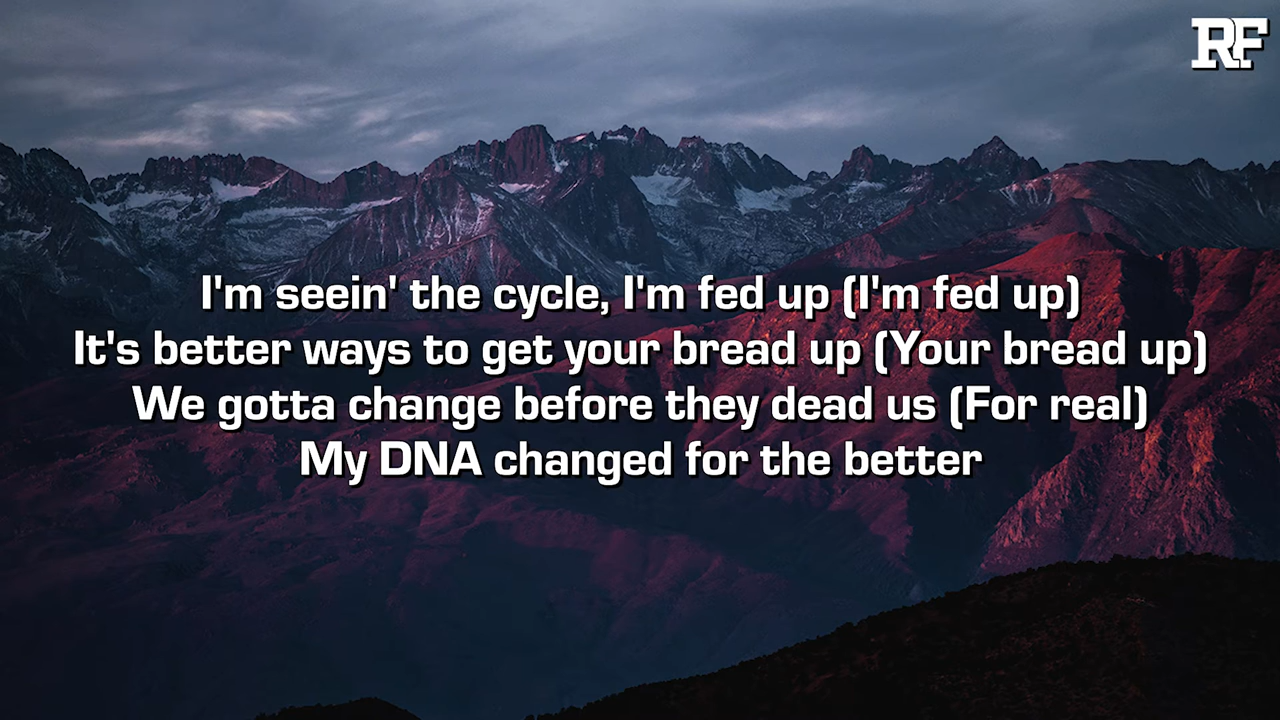 RF
I'm seein' the cycle, I'm fed up (I'm fed up)
It's better ways to get your bread up (Your bread up)
We gotta change before they dead us (For real)
My DNA changed for the better